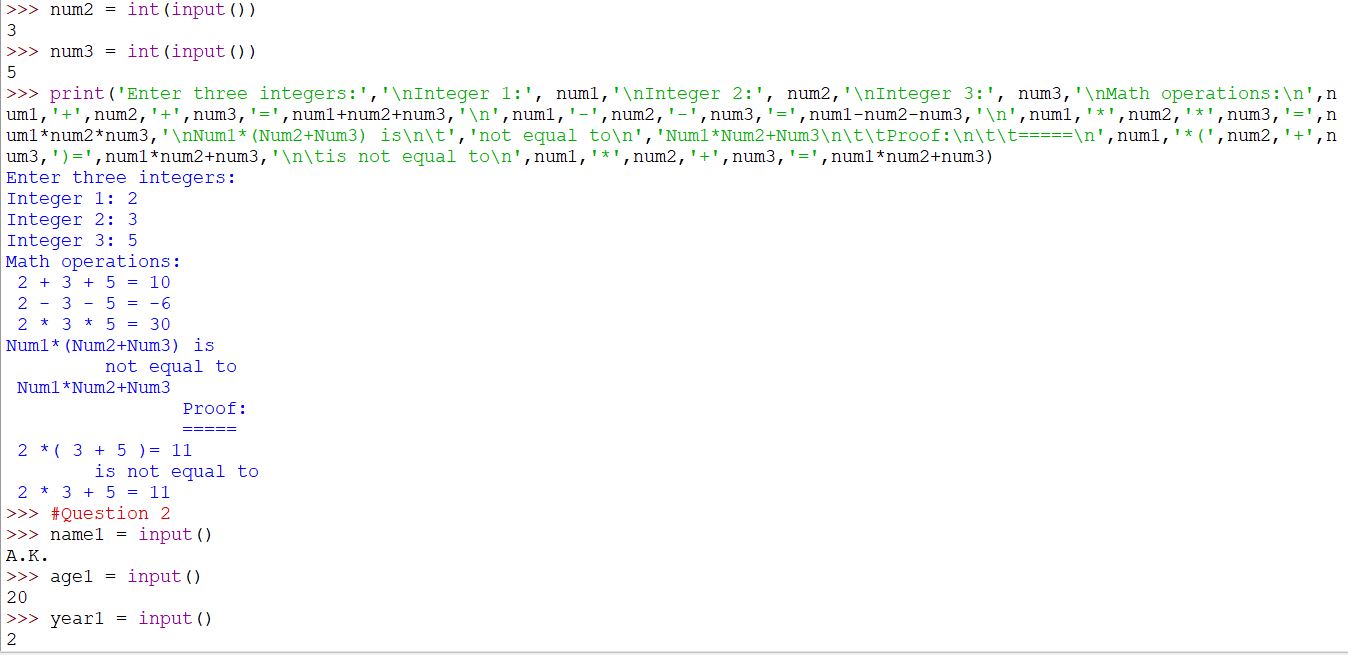 >>> num2 = int(input())
3
>>> num3 = int(input())
5
>>> print('Enter three integers:','\nInteger 1:', num1,'\nInteger 2:', num2,'\nInteger 3:', num3,'\nMath operations:\n',n
um1,'+',num2,'+',num3,'=',num1+num2+num3,'\n',num1,'-',num2,'-',num3,'=',num1-num2-num3,'\n',num1,'*',num2,'*',num3,'=',n
um1*num2*num3,'\nNum1*(Num2+Num3) is\n\t','not equal to\n','Num1*Num2+Num3\n\t\tProof:\n\t\t=====\n',num1,'*(',num2,'+',n
um3,')=',num1*num2+num3,'\n\tis not equal to\n',num1,'*',num2,'+',num3,'=',num1*num2+num3)
Enter three integers:
Integer 1: 2
Integer 2: 3
Integer 3: 5
Math operations:
 2 + 3 + 5 = 10
 2 - 3 - 5 = -6
 2 * 3 * 5 = 30
Num1*(Num2+Num3) is
         not equal to
 Num1*Num2+Num3
                Proof:
                =====
 2 *( 3 + 5 )= 11
        is not equal to
 2 * 3 + 5 = 11
>>> #Question 2
>>> name1 = input()
A.K.
>>> age1 = input()
20
>>> year1 = input()
2